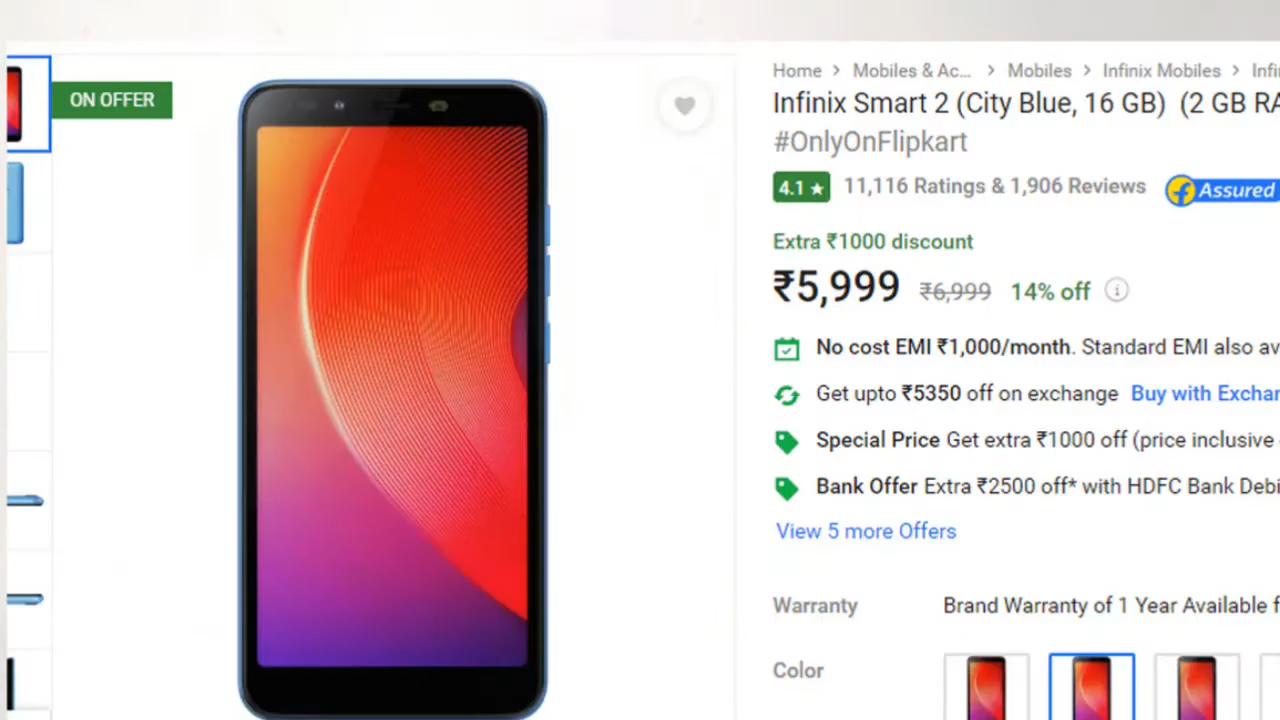 ON OFFER
Home > Mobiles & Ac... > Mobiles > Infinix Mobiles >
Infinix Smart 2 (City Blue, 16 GB) (2 GB
#OnlyOnFlipkart
4.1 ★ 11,116 Ratings & 1,906 Reviews Assured
Extra ₹1000 discount
₹5,999 ₹6,999 14% off
No cost EMI ₹1,000/month. Standard EMI also
Get upto ₹5350 off on exchange Buy with
Special Price Get extra ₹1000 off (price inclusive
Bank Offer Extra ₹2500 off* with HDFC Bank
View 5 more Offers
Warranty Brand Warranty of 1 Year Available
Color